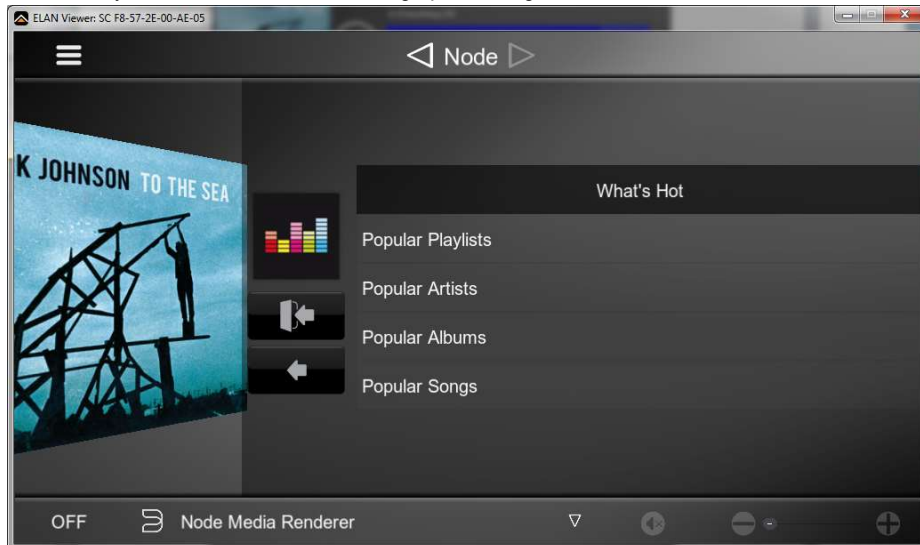 ELAN Viewer: SC F8-57-2E-00-AE-05
Node
K JOHNSON TO THE SEA
What's Hot
Popular Playlists
Popular Artists
Popular Albums
Popular Songs
OFF
Node Media Renderer